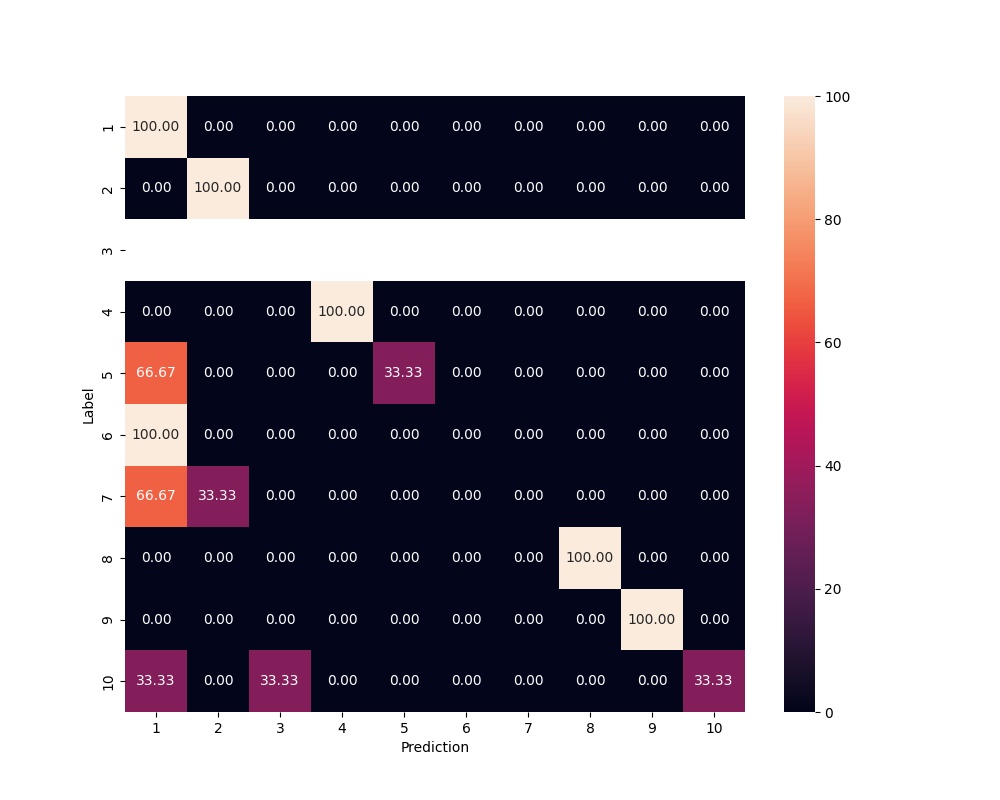 1 100.00 0.00 0.00 0.00 0.00 0.00 0.00 0.00 0.00 0.00
2 0.00 100.00 0.00 0.00 0.00 0.00 0.00 0.00 0.00 0.00
3
4 0.00 0.00 0.00 100.00 0.00 0.00 0.00 0.00 0.00 0.00
5 66.67 0.00 0.00 0.00 33.33 0.00 0.00 0.00 0.00 0.00
6 100.00 0.00 0.00 0.00 0.00 0.00 0.00 0.00 0.00 0.00
7 66.67 33.33 0.00 0.00 0.00 0.00 0.00 0.00 0.00 0.00
8 0.00 0.00 0.00 0.00 0.00 0.00 0.00 100.00 0.00 0.00
9 0.00 0.00 0.00 0.00 0.00 0.00 0.00 0.00 100.00 0.00
10 33.33 0.00 33.33 0.00 0.00 0.00 0.00 0.00 0.00 33.33
1 2 3 4 5 6 7 8 9 10
Prediction
Label
100
80
60
40
20
0